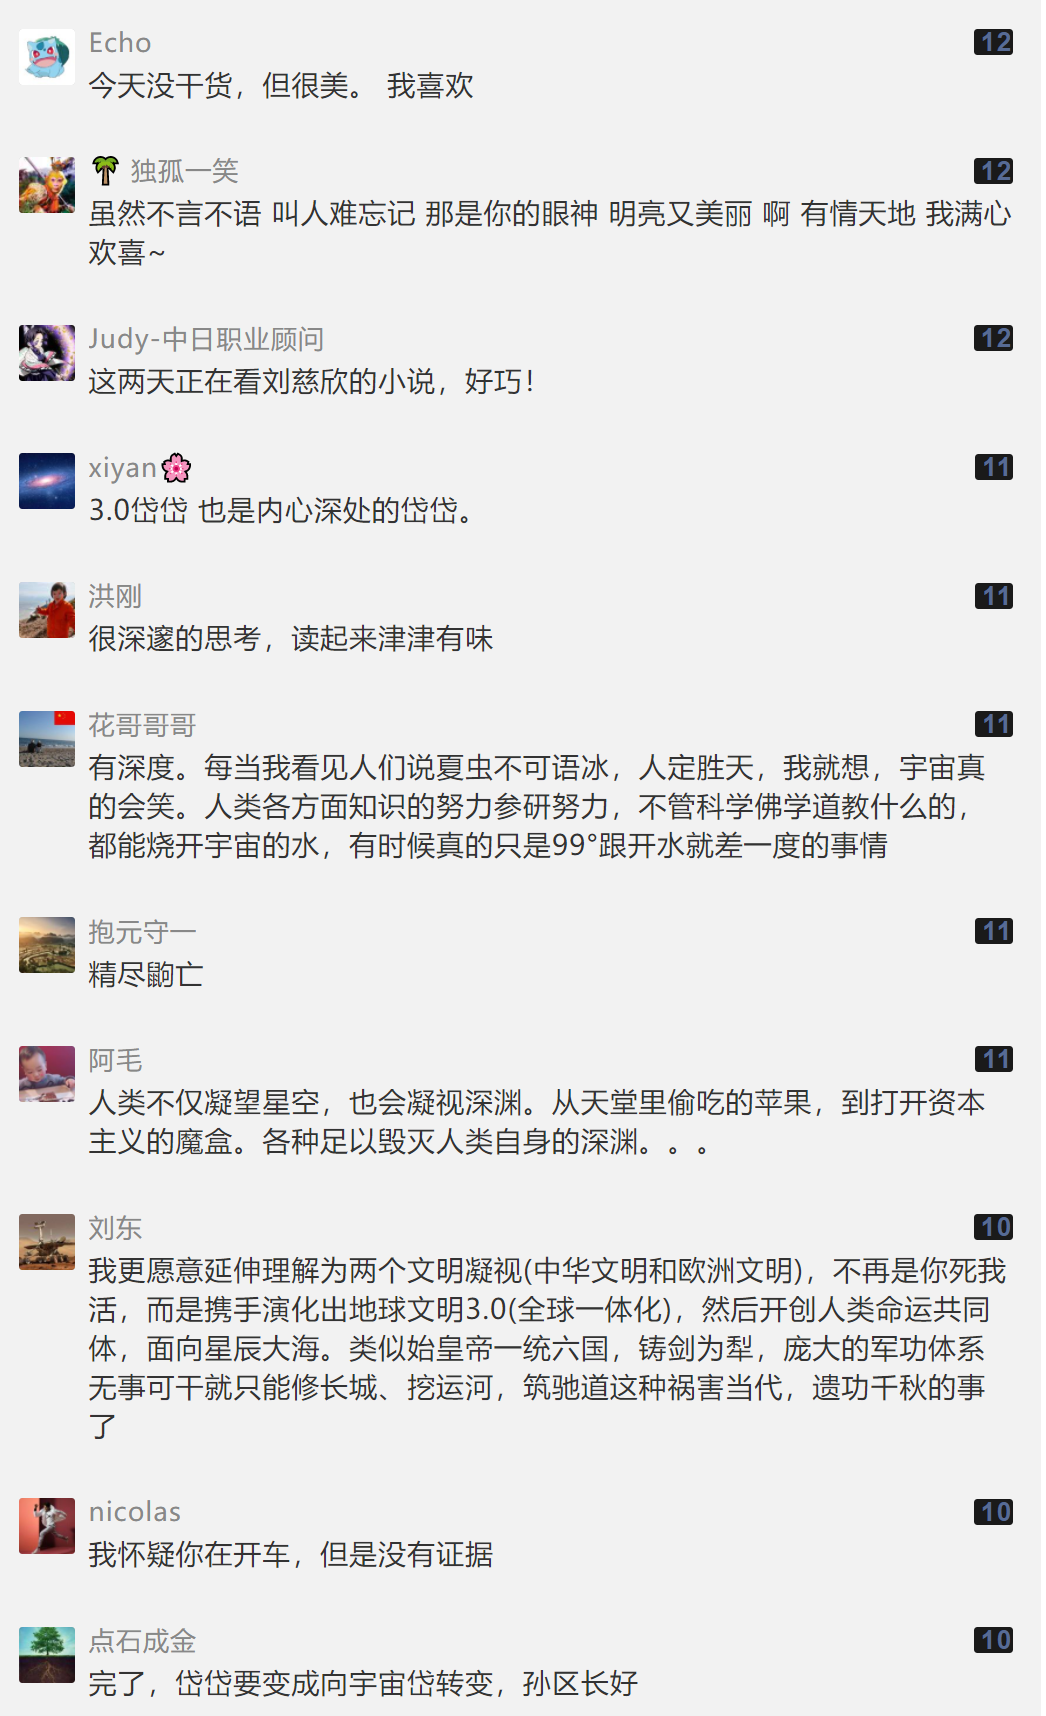 Echo 12
今天没干货，但很美。 我喜欢
独孤一笑 12
虽然不言不语 叫人难忘记 那是你的眼神 明亮又美丽 啊 有情天地 我满心
欢喜~
Judy-中日职业顾问 12
这两天正在看刘慈欣的小说，好巧！
xiyan🌸 11
3.0岱岱 也是内心深处的岱岱。
洪刚 11
很深邃的思考，读起来津津有味
花哥哥哥 11
有深度。每当我看见人们说夏虫不可语冰，人定胜天，我就想，宇宙真
的会笑。人类各方面知识的努力参研努力，不管科学佛学道教什么的，
都能烧开宇宙的水，有时候真的只是99°跟开水就差一度的事情
抱元守一 11
精尽鼩亡
阿毛 11
人类不仅凝望星空，也会凝视深渊。从天堂里偷吃的苹果，到打开资本
主义的魔盒。各种足以毁灭人类自身的深渊。。。
刘东 10
我更愿意延伸理解为两个文明凝视(中华文明和欧洲文明)，不再是你死我
活，而是携手演化出地球文明3.0(全球一体化)，然后开创人类命运共同
体，面向星辰大海。类似始皇帝一统六国，铸剑为犁，庞大的军功体系
无事可干就只能修长城、挖运河，筑驰道这种祸害当代，遗功千秋的事
了
nicolas 10
我怀疑你在开车，但是没有证据
点石成金 10
完了，岱岱要变成向宇宙岱转变，孙区长好